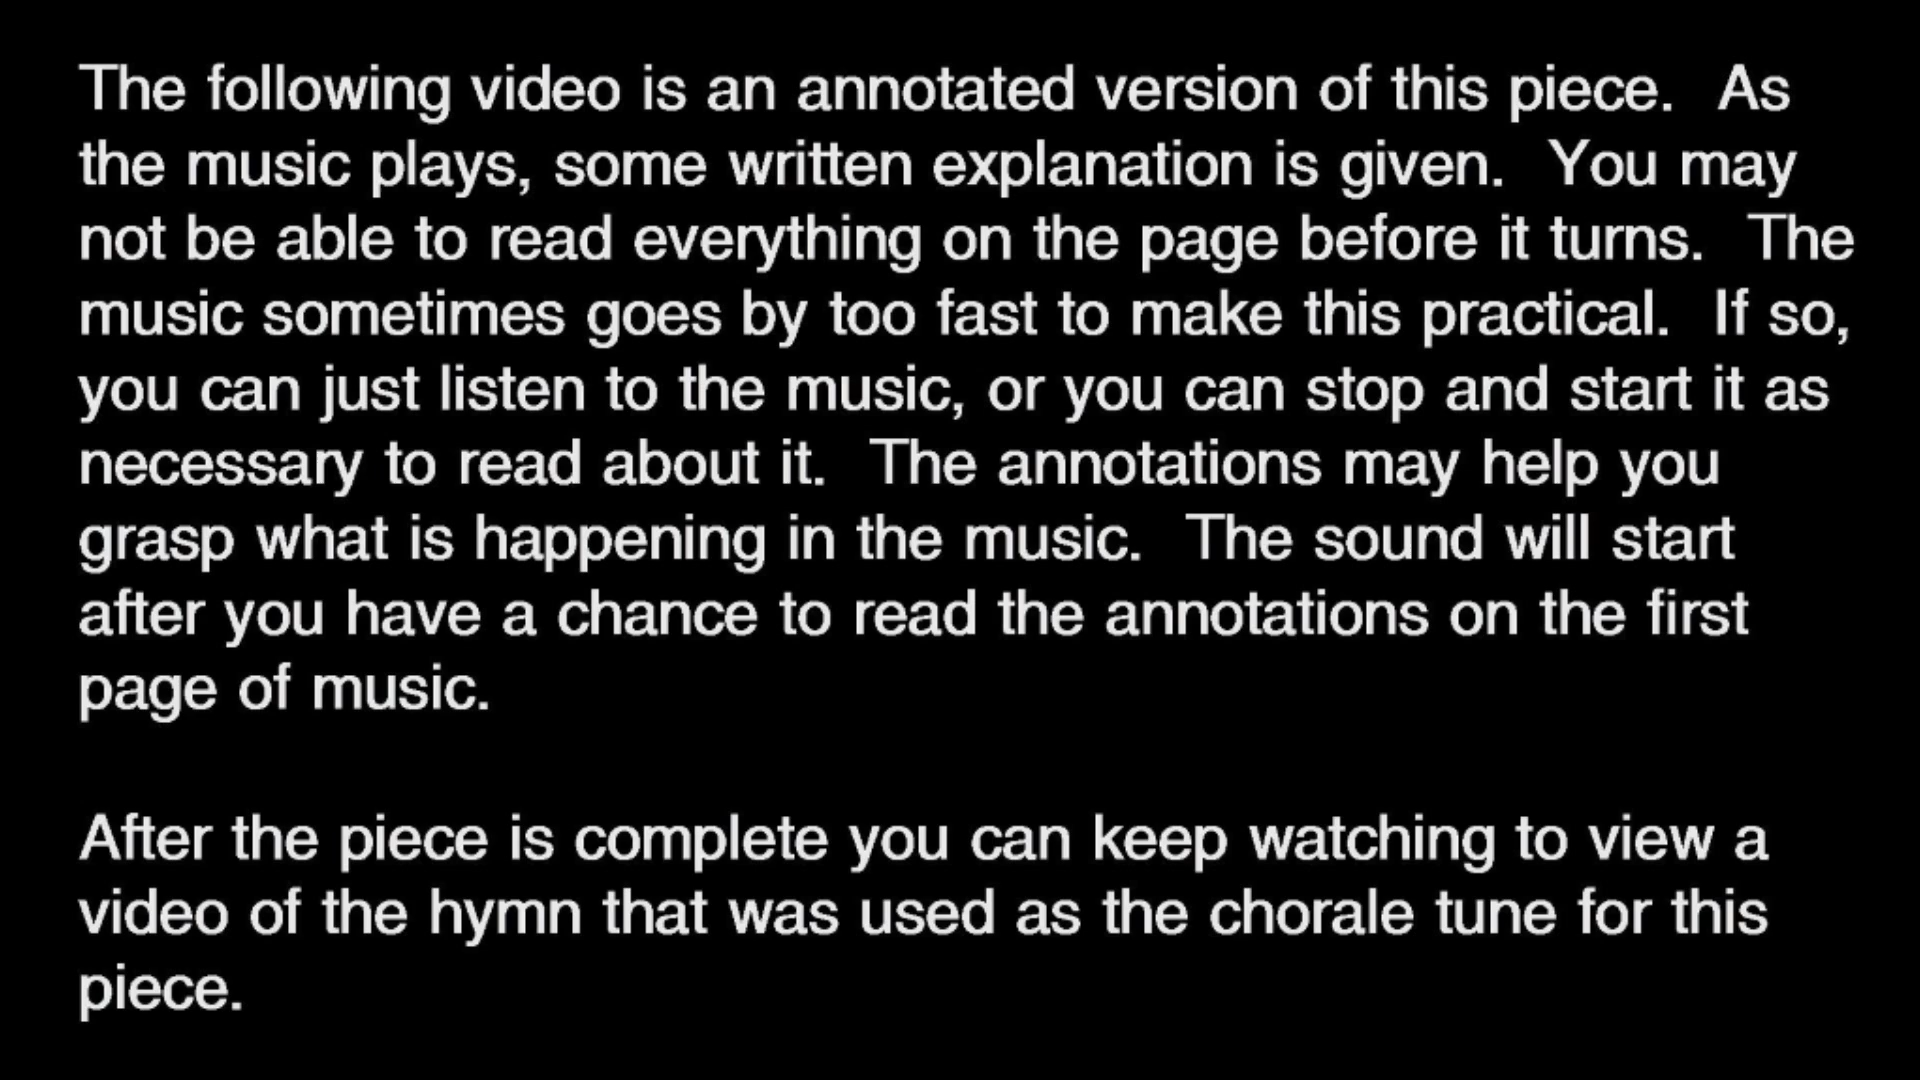 The following video is an annotated version of this piece.  As
the music plays, some written explanation is given.  You may
not be able to read everything on the page before it turns.  The
music sometimes goes by too fast to make this practical.  If so,
you can just listen to the music, or you can stop and start it as
necessary to read about it.  The annotations may help you
grasp what is happening in the music.  The sound will start
after you have a chance to read the annotations on the first
page of music.
After the piece is complete you can keep watching to view a
video of the hymn that was used as the chorale tune for this
piece.